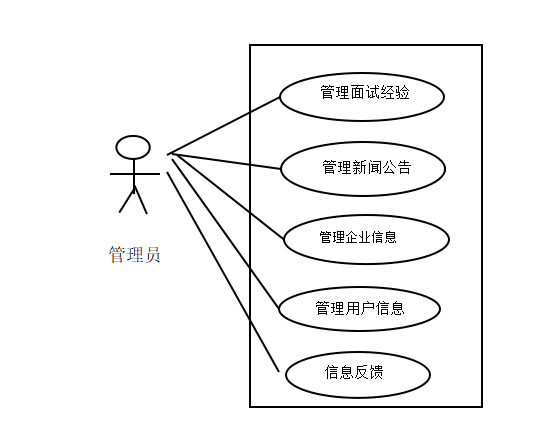 管理面试经验
管理新闻公告
管理企业信息
管理员
管理用户信息
信息反馈